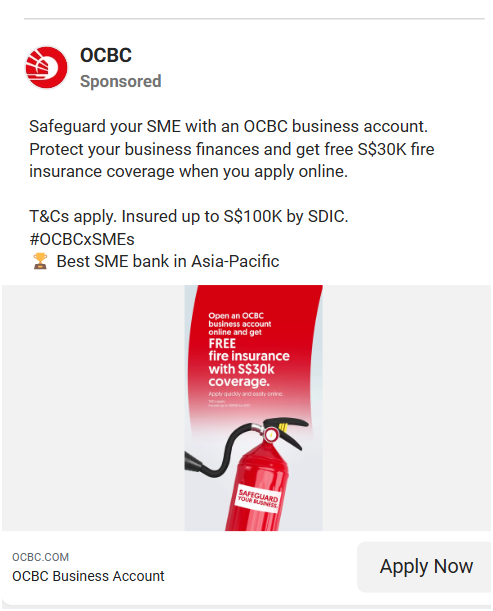 OCBC
Sponsored
Safeguard your SME with an OCBC business account.
Protect your business finances and get free S$30K fire
insurance coverage when you apply online.
T&Cs apply. Insured up to S$100K by SDIC.
#OCBCxSMEs
🏆 Best SME bank in Asia-Pacific
Open an OCBC
business account
online and get
FREE
fire insurance
with S$30k
coverage.
Apply quickly and easily online.
SAFEGUARD
YOUR BUSINESS
OCBC.COM
OCBC Business Account
Apply Now